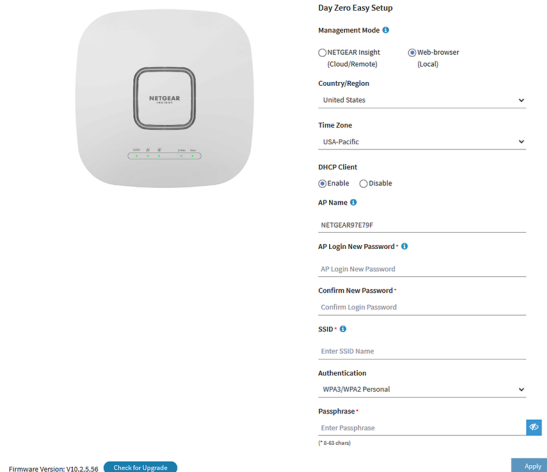 Day Zero Easy Setup
Management Mode
NETGEAR Insight
(Cloud/Remote)
Web-browser
(Local)
Country/Region
United States
Time Zone
USA-Pacific
DHCP Client
Enable
Disable
AP Name
NETGEAR97E79F
AP Login New Password *
AP Login New Password
Confirm New Password *
Confirm Login Password
SSID *
Enter SSID Name
Authentication
WPA3/WPA2 Personal
Passphrase *
Enter Passphrase
(* 8-63 chars)
Apply
NETGEAR
INSIGHT
Firmware Version: V10.2.5.56
Check for Upgrade